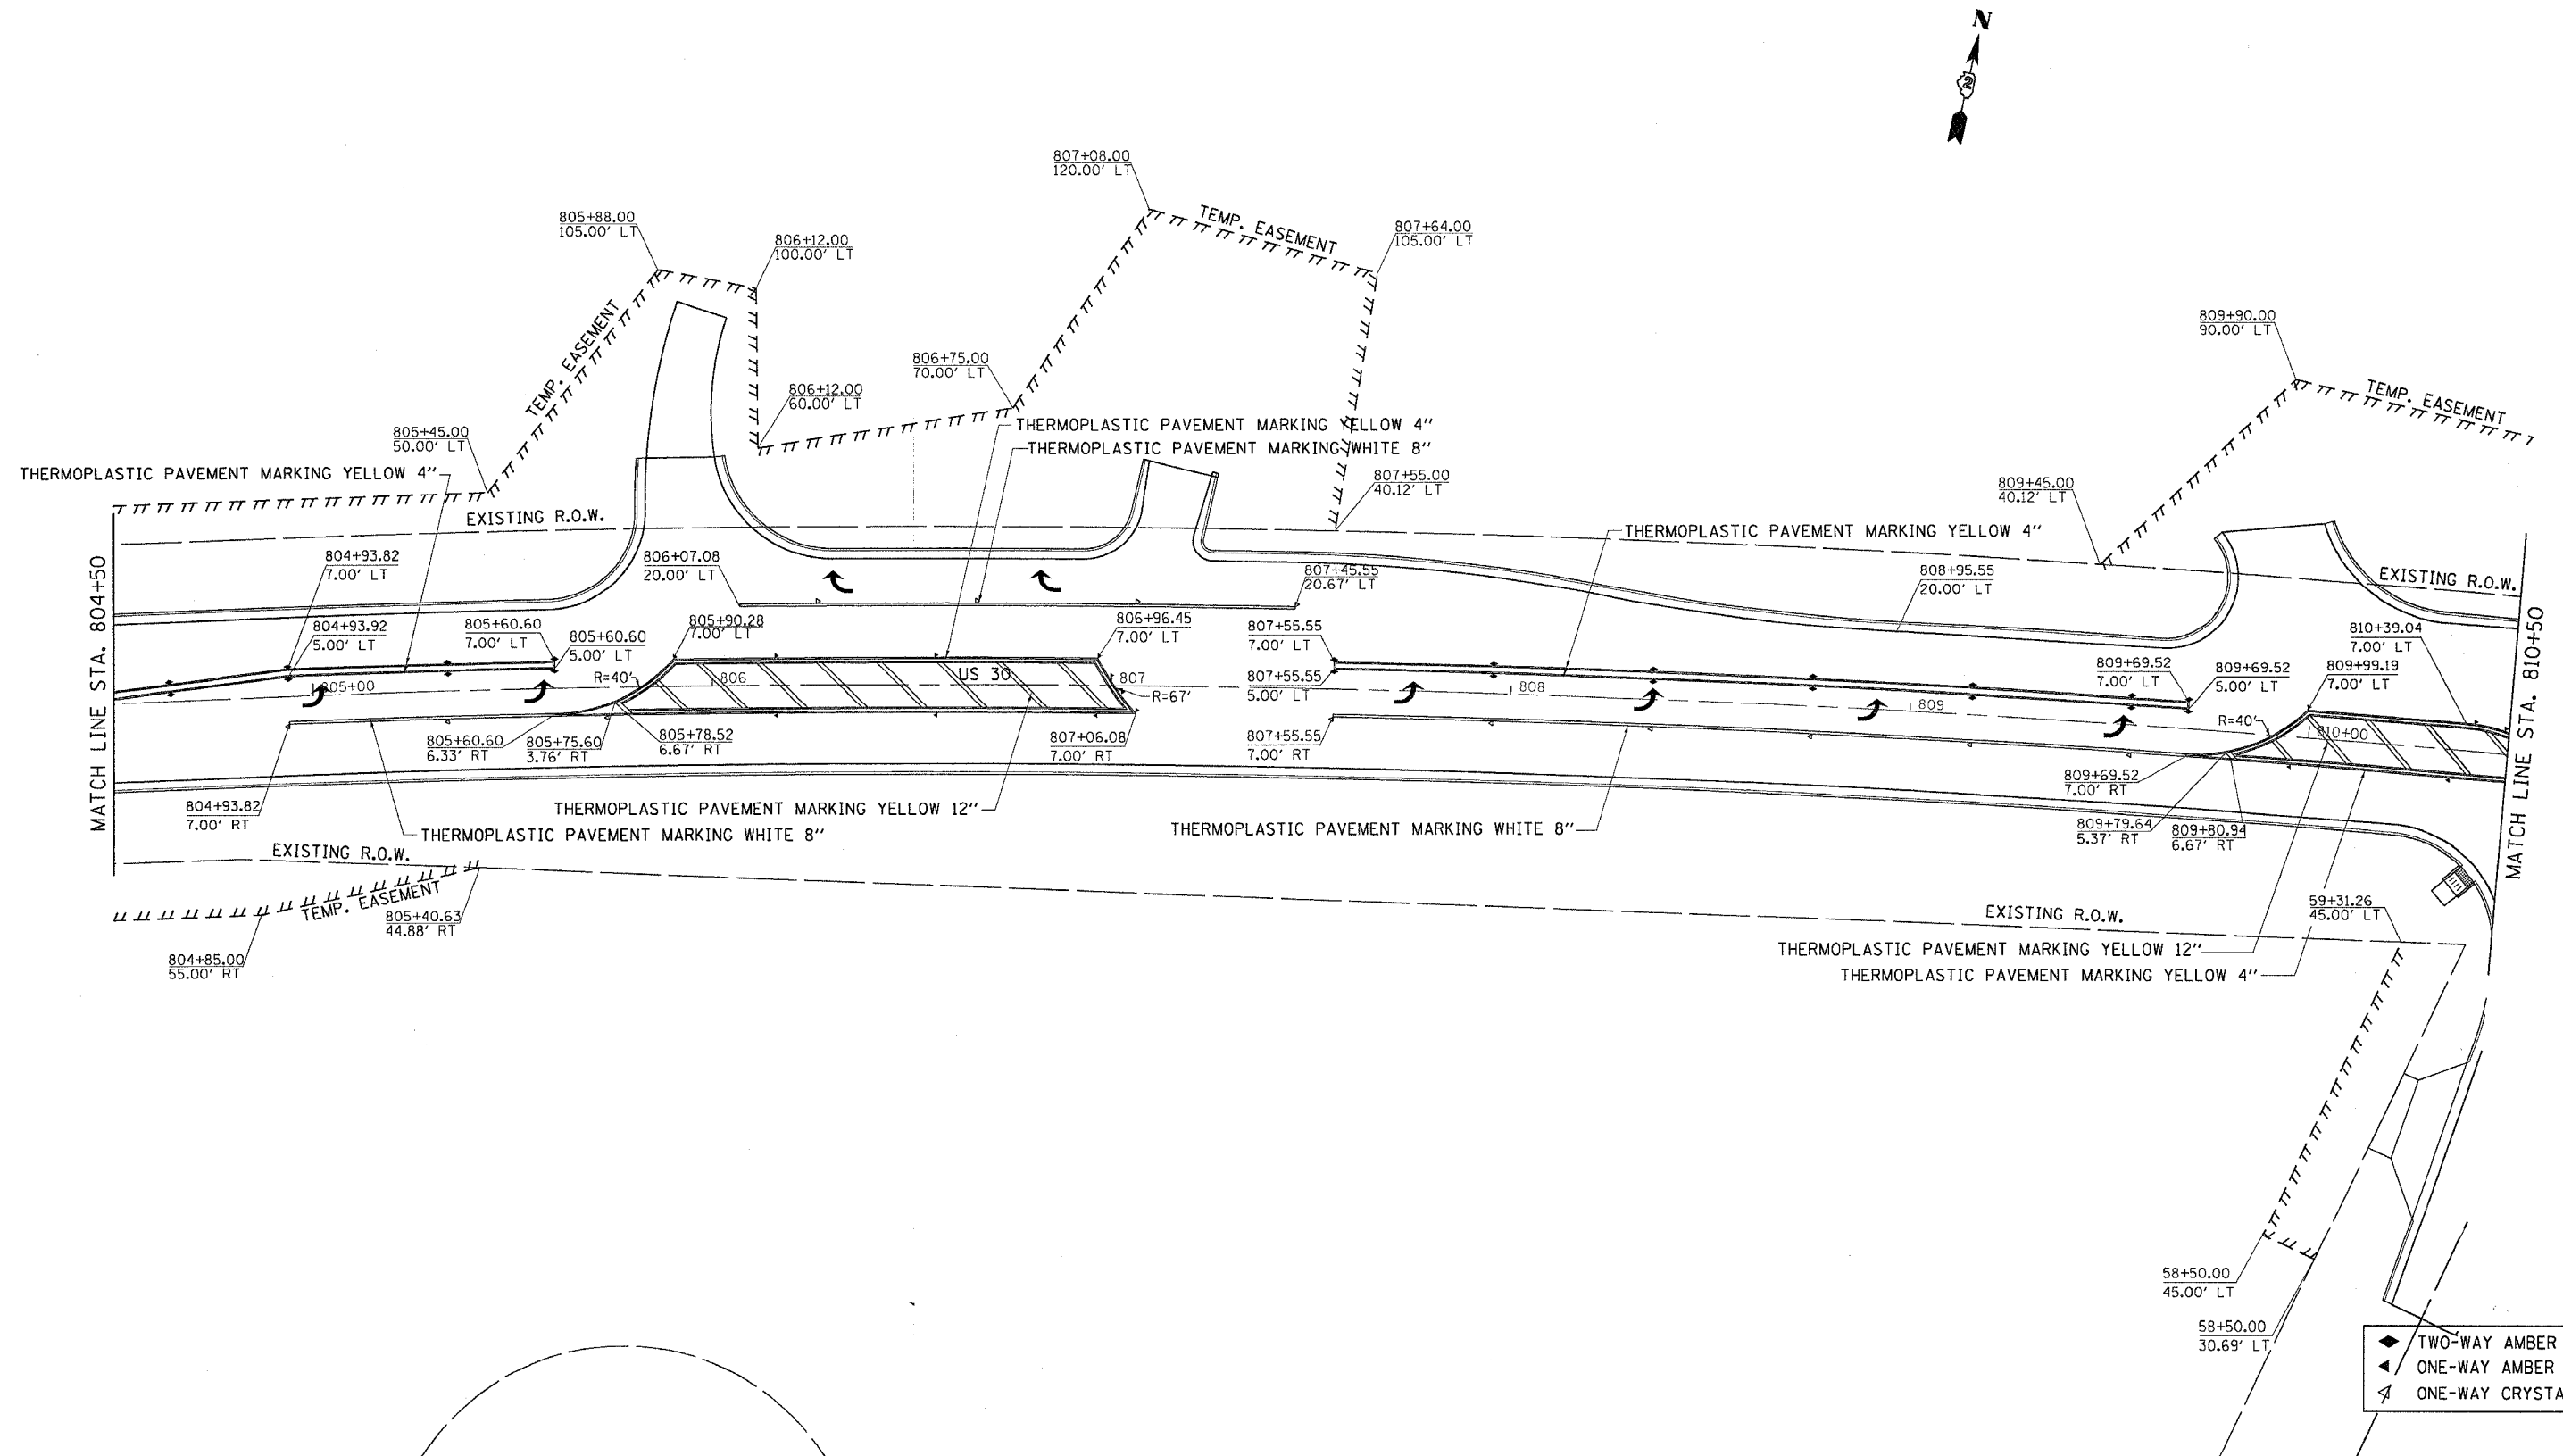 N
2
807+08.00
120.00' LT
TEMP. EASEMENT
805+88.00
105.00' LT
806+12.00
100.00' LT
807+64.00
105.00' LT
809+90.00
90.00' LT
TEMP. EASEMENT
806+75.00
70.00' LT
806+12.00
60.00' LT
TEMP. EASEMENT
805+45.00
50.00' LT
THERMOPLASTIC PAVEMENT MARKING YELLOW 4"
THERMOPLASTIC PAVEMENT MARKING WHITE 8"
THERMOPLASTIC PAVEMENT MARKING YELLOW 4"
807+55.00
40.12' LT
809+45.00
40.12' LT
EXISTING R.O.W.
THERMOPLASTIC PAVEMENT MARKING YELLOW 4"
804+93.82
7.00' LT
806+07.08
20.00' LT
807+45.55
20.67' LT
808+95.55
20.00' LT
EXISTING R.O.W.
MATCH LINE STA. 804+50
804+93.92
5.00' LT
805+60.60
7.00' LT
805+60.60
5.00' LT
805+90.28
7.00' LT
806+96.45
7.00' LT
807+55.55
7.00' LT
810+39.04
7.00' LT
809+69.52
7.00' LT
809+69.52
5.00' LT
809+99.19
7.00' LT
MATCH LINE STA. 810+50
805+00
R=40'
806
US 30
807
R=67'
807+55.55
5.00' LT
808
809
R=40'
810+00
805+60.60
6.33' RT
805+75.60
3.76' RT
805+78.52
6.67' RT
807+06.08
7.00' RT
807+55.55
7.00' RT
809+69.52
7.00' RT
804+93.82
7.00' RT
THERMOPLASTIC PAVEMENT MARKING YELLOW 12"
THERMOPLASTIC PAVEMENT MARKING WHITE 8"
THERMOPLASTIC PAVEMENT MARKING WHITE 8"
809+79.64
5.37' RT
809+80.94
6.67' RT
EXISTING R.O.W.
TEMP. EASEMENT
805+40.63
44.88' RT
804+85.00
55.00' RT
EXISTING R.O.W.
59+31.26
45.00' LT
THERMOPLASTIC PAVEMENT MARKING YELLOW 12"
THERMOPLASTIC PAVEMENT MARKING YELLOW 4"
58+50.00
45.00' LT
58+50.00
30.69' LT
TWO-WAY AMBER
ONE-WAY AMBER
ONE-WAY CRYSTA